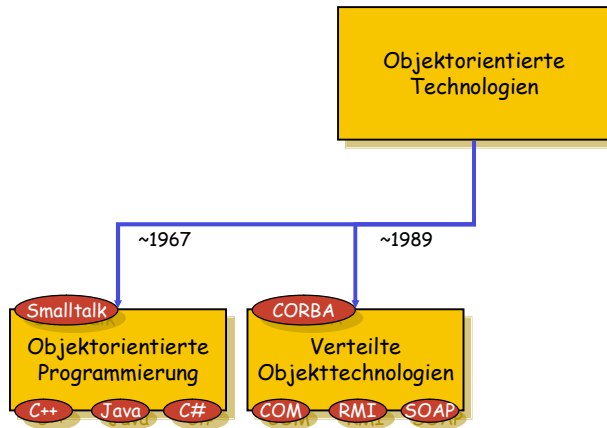 Objektorientierte
Technologien
~1967
~1989
Smalltalk
Objektorientierte
Programmierung
C++ Java C#
CORBA
Verteilte
Objekttechnologien
COM RMI SOAP